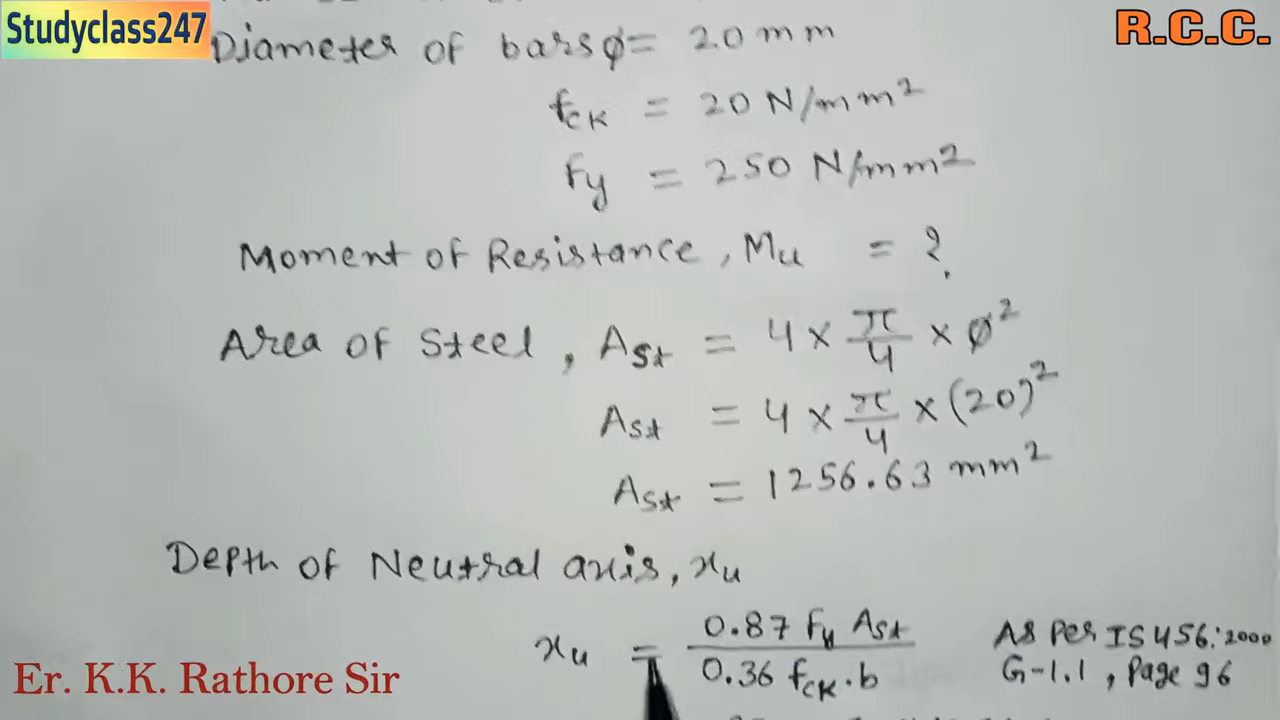 Studyclass247
R.C.C.
Diameter of bars φ = 20 mm
fck = 20 N/mm²
Fy = 250 N/mm²
Moment of Resistance, Mu = ?
Area of Steel, Ast = 4 × π/4 × φ²
Ast = 4 × π/4 × (20)²
Ast = 1256.63 mm²
Depth of Neutral axis, xu
xu = 0.87 Fy Ast / 0.36 fck . b
As Per IS 456:2000
G-1.1, Page 96
Er. K.K. Rathore Sir